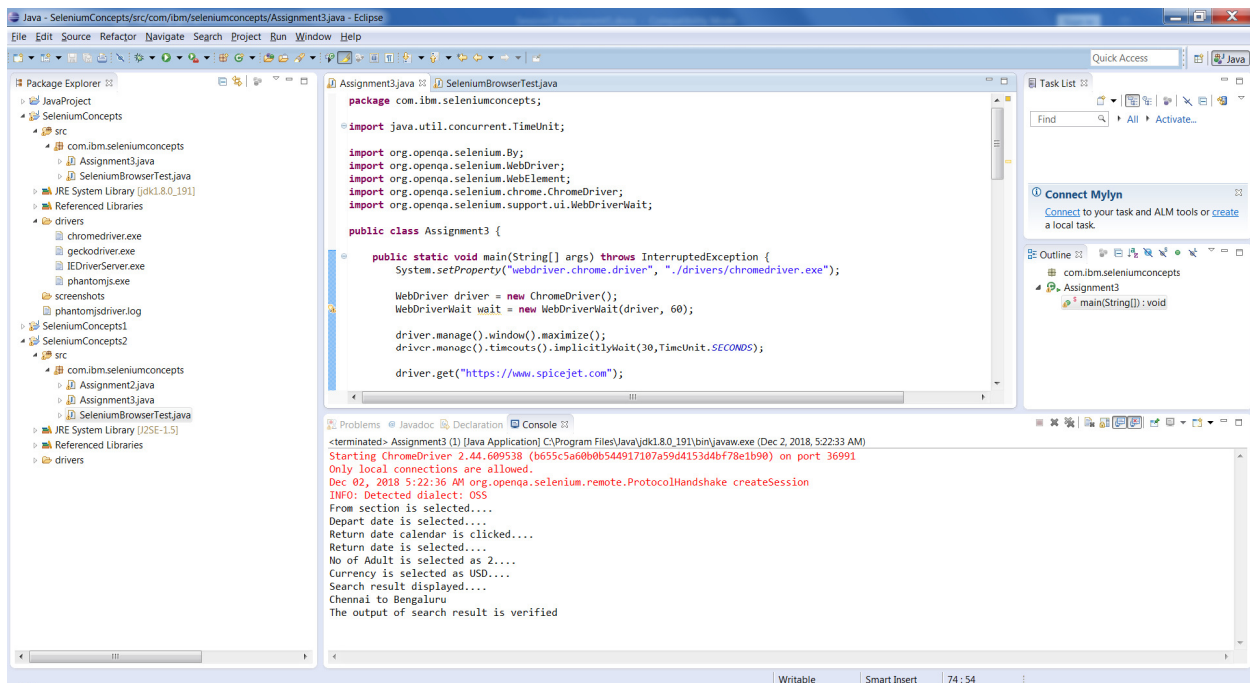 Java - SeleniumConcepts/src/com/ibm/seleniumconcepts/Assignment3.java - Eclipse
File Edit Source Refactor Navigate Search Project Run Window Help
Quick Access
Java
Package Explorer
JavaProject
SeleniumConcepts
src
com.ibm.seleniumconcepts
Assignment3.java
SeleniumBrowserTest.java
JRE System Library [jdk1.8.0_191]
Referenced Libraries
drivers
chromedriver.exe
geckodriver.exe
IEDriverServer.exe
phantomjs.exe
screenshots
phantomjsdriver.log
SeleniumConcepts1
SeleniumConcepts2
src
com.ibm.seleniumconcepts
Assignment2.java
Assignment3.java
SeleniumBrowserTest.java
JRE System Library [J2SE-1.5]
Referenced Libraries
drivers
Assignment3.java SeleniumBrowserTest.java
package com.ibm.seleniumconcepts;
import java.util.concurrent.TimeUnit;
import org.openqa.selenium.By;
import org.openqa.selenium.WebDriver;
import org.openqa.selenium.WebElement;
import org.openqa.selenium.chrome.ChromeDriver;
import org.openqa.selenium.support.ui.WebDriverWait;
public class Assignment3 {
public static void main(String[] args) throws InterruptedException {
System.setProperty("webdriver.chrome.driver", "./drivers/chromedriver.exe");
WebDriver driver = new ChromeDriver();
WebDriverWait wait = new WebDriverWait(driver, 60);
driver.manage().window().maximize();
driver.manage().timeouts().implicitlyWait(30,TimeUnit.SECONDS);
driver.get("https://www.spicejet.com");
Task List
Find All Activate...
Connect Mylyn
Connect to your task and ALM tools or create
a local task.
Outline
com.ibm.seleniumconcepts
Assignment3
main(String[]) : void
Problems Javadoc Declaration Console
<terminated> Assignment3 (1) [Java Application] C:\Program Files\Java\jdk1.8.0_191\bin\javaw.exe (Dec 2, 2018, 5:22:33 AM)
Starting ChromeDriver 2.44.609538 (b655c5a60b0b544917107a59d4153d4bf78e1b90) on port 36991
Only local connections are allowed.
Dec 02, 2018 5:22:36 AM org.openqa.selenium.remote.ProtocolHandshake createSession
INFO: Detected dialect: OSS
From section is selected....
Depart date is selected....
Return date calendar is clicked....
Return date is selected....
No of Adult is selected as 2....
Currency is selected as USD....
Search result displayed....
Chennai to Bengaluru
The output of search result is verified
Writable Smart Insert 74 : 54